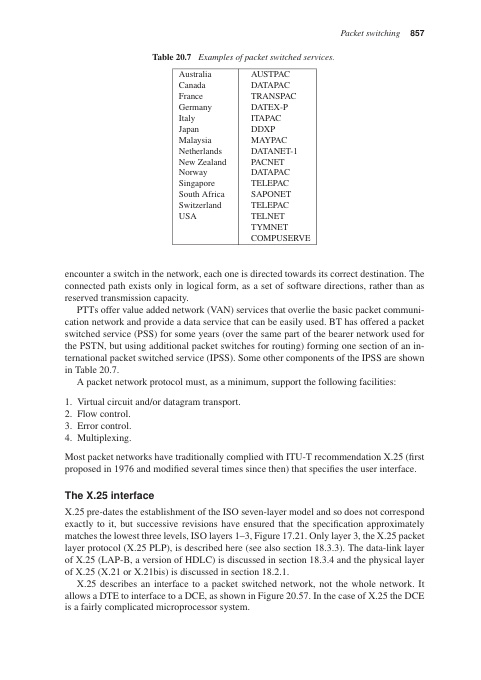 Packet switching 857
Table 20.7 Examples of packet switched services.
Australia AUSTPAC
Canada DATAPAC
France TRANSPAC
Germany DATEX-P
Italy ITAPAC
Japan DDXP
Malaysia MAYPAC
Netherlands DATANET-1
New Zealand PACNET
Norway DATAPAC
Singapore TELEPAC
South Africa SAPONET
Switzerland TELEPAC
USA TELNET
TYMNET
COMPUSERVE
encounter a switch in the network, each one is directed towards its correct destination. The
connected path exists only in logical form, as a set of software directions, rather than as
reserved transmission capacity.
PTTs offer value added network (VAN) services that overlie the basic packet communi-
cation network and provide a data service that can be easily used. BT has offered a packet
switched service (PSS) for some years (over the same part of the bearer network used for
the PSTN, but using additional packet switches for routing) forming one section of an in-
ternational packet switched service (IPSS). Some other components of the IPSS are shown
in Table 20.7.
A packet network protocol must, as a minimum, support the following facilities:
1. Virtual circuit and/or datagram transport.
2. Flow control.
3. Error control.
4. Multiplexing.
Most packet networks have traditionally complied with ITU-T recommendation X.25 (first
proposed in 1976 and modified several times since then) that specifies the user interface.
The X.25 interface
X.25 pre-dates the establishment of the ISO seven-layer model and so does not correspond
exactly to it, but successive revisions have ensured that the specification approximately
matches the lowest three levels, ISO layers 1–3, Figure 17.21. Only layer 3, the X.25 packet
layer protocol (X.25 PLP), is described here (see also section 18.3.3). The data-link layer
of X.25 (LAP-B, a version of HDLC) is discussed in section 18.3.4 and the physical layer
of X.25 (X.21 or X.21bis) is discussed in section 18.2.1.
X.25 describes an interface to a packet switched network, not the whole network. It
allows a DTE to interface to a DCE, as shown in Figure 20.57. In the case of X.25 the DCE
is a fairly complicated microprocessor system.